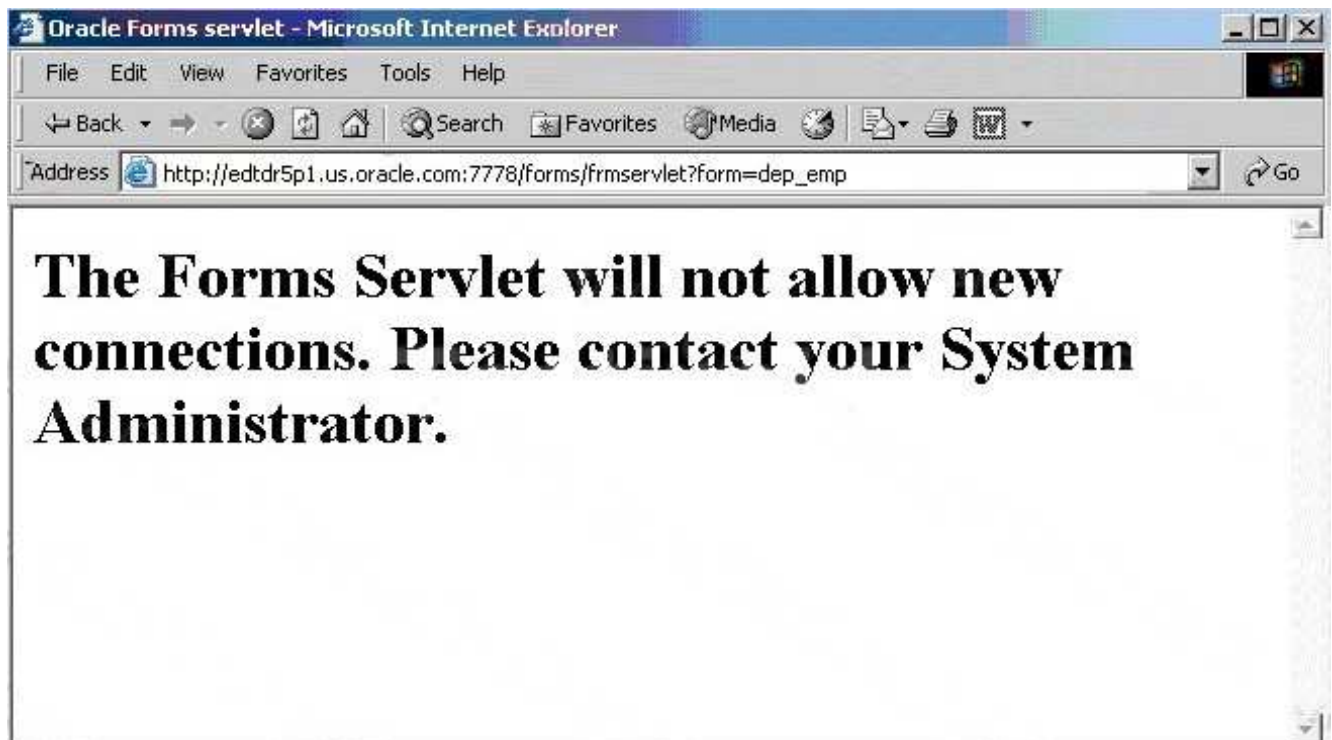 Oracle Forms servlet - Microsoft Internet Explorer
File Edit View Favorites Tools Help
Back Search Favorites Media
Address http://edtdr5p1.us.oracle.com:7778/forms/frmservlet?form=dep_emp Go
The Forms Servlet will not allow new
connections. Please contact your System
Administrator.